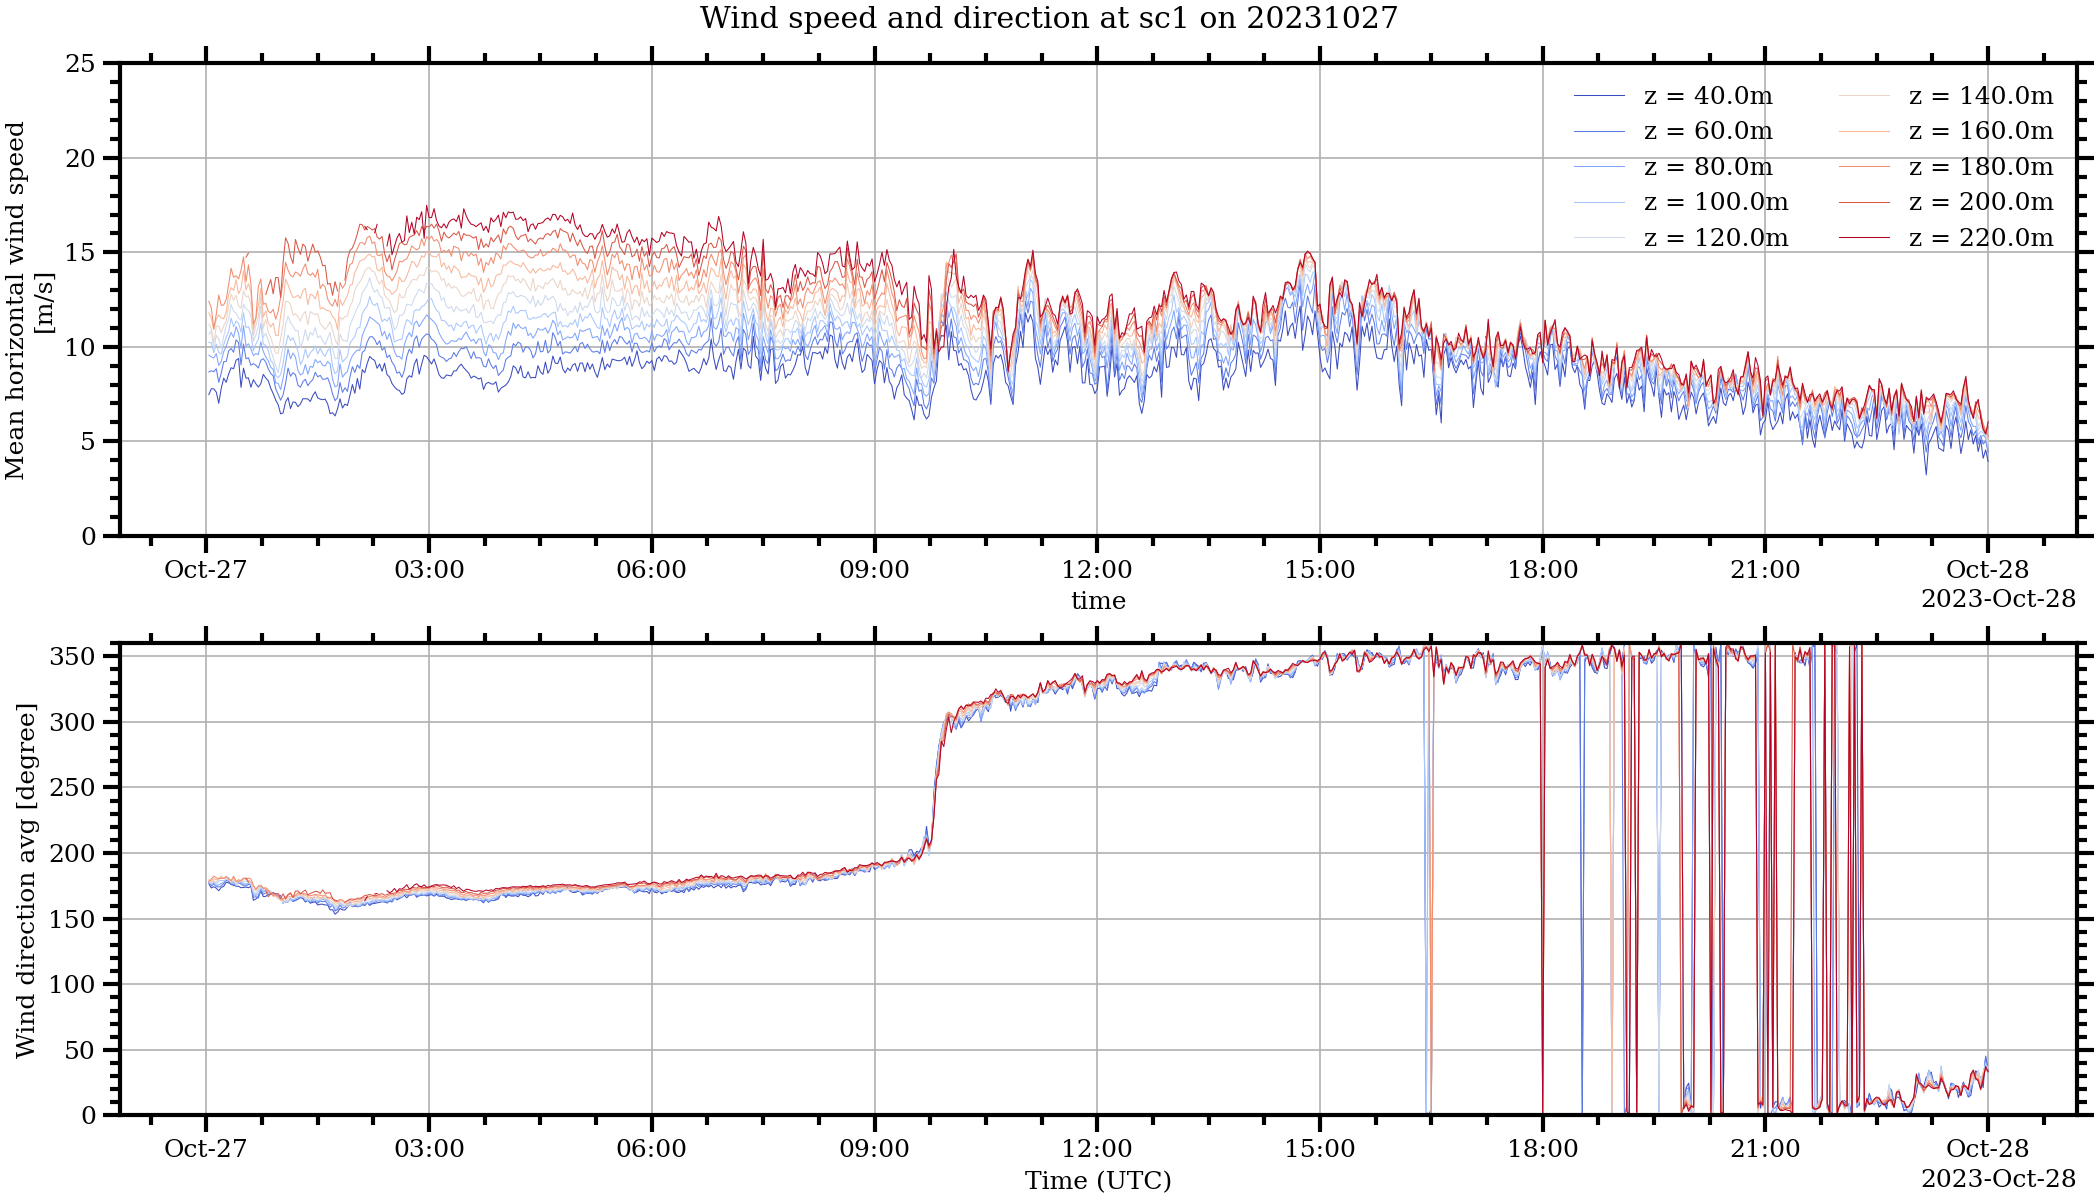 Wind speed and direction at sc1 on 20231027
Mean horizontal wind speed
[m/s]
25
20
15
10
5
0
z = 40.0m
z = 60.0m
z = 80.0m
z = 100.0m
z = 120.0m
z = 140.0m
z = 160.0m
z = 180.0m
z = 200.0m
z = 220.0m
Oct-27 03:00 06:00 09:00 12:00 15:00 18:00 21:00 Oct-28
time
2023-Oct-28
Wind direction avg [degree]
350
300
250
200
150
100
50
0
Oct-27 03:00 06:00 09:00 12:00 15:00 18:00 21:00 Oct-28
Time (UTC)
2023-Oct-28